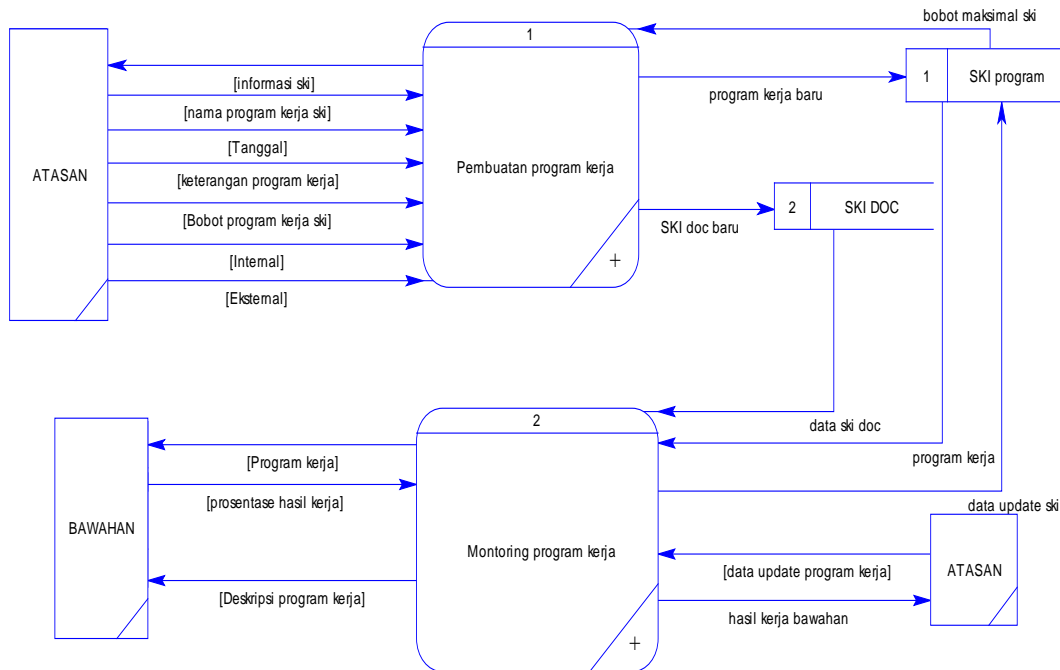 bobot maksimal ski
1
1
SKI program
[informasi ski]
program kerja baru
[nama program kerja ski]
[Tanggal]
ATASAN
Pembuatan program kerja
[keterangan program kerja]
2
SKI DOC
[Bobot program kerja ski]
SKI doc baru
+
[Internal]
[Eksternal]
2
data ski doc
[Program kerja]
program kerja
[prosentase hasil kerja]
data update ski
BAWAHAN
Montoring program kerja
[data update program kerja]
ATASAN
[Deskripsi program kerja]
hasil kerja bawahan
+